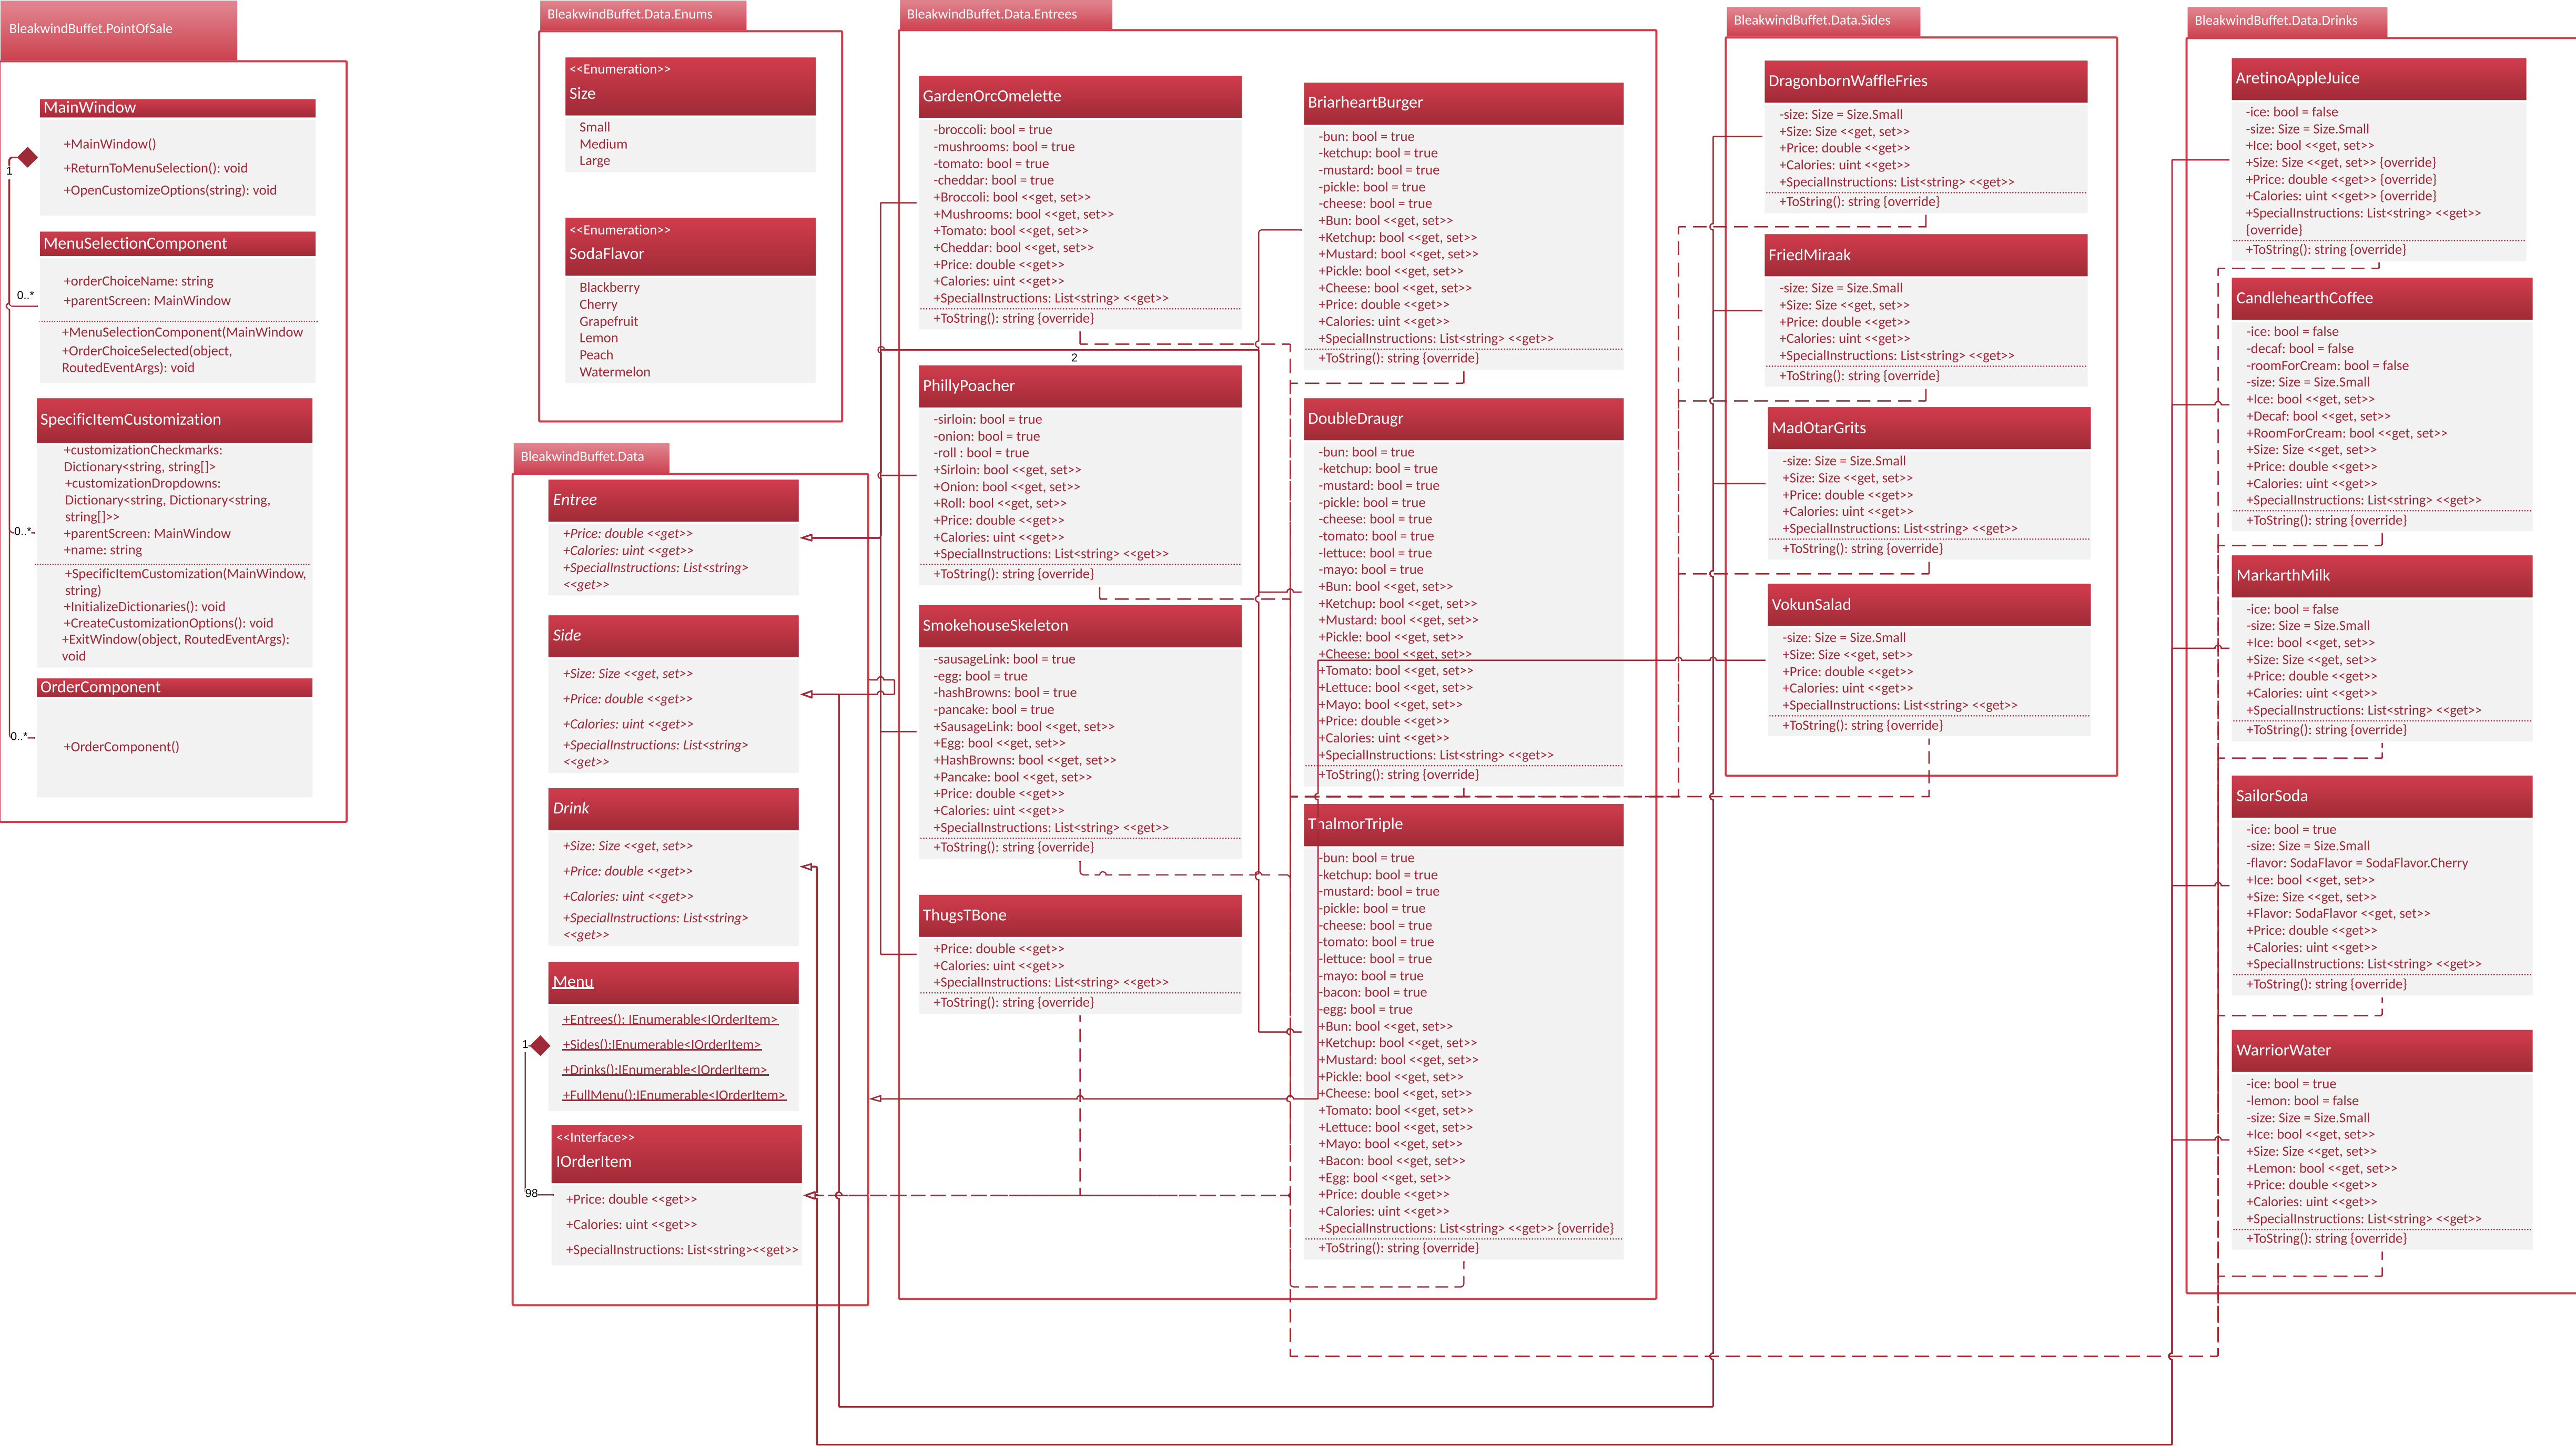 BleakwindBuffet.PointOfSale
MainWindow
+MainWindow()
+ReturnToMenuSelection(): void
+OpenCustomizeOptions(string): void
1
MenuSelectionComponent
+orderChoiceName: string
+parentScreen: MainWindow
0..*
+MenuSelectionComponent(MainWindow
+OrderChoiceSelected(object,
RoutedEventArgs): void
SpecificItemCustomization
+customizationCheckmarks:
Dictionary<string, string[]>
+customizationDropdowns:
Dictionary<string, Dictionary<string,
string[]>>
+parentScreen: MainWindow
+name: string
0..*
+SpecificItemCustomization(MainWindow,
string)
+InitializeDictionaries(): void
+CreateCustomizationOptions(): void
+ExitWindow(object, RoutedEventArgs):
void
OrderComponent
+OrderComponent()
0..*
BleakwindBuffet.Data.Enums
<<Enumeration>>
Size
Small
Medium
Large
<<Enumeration>>
SodaFlavor
Blackberry
Cherry
Grapefruit
Lemon
Peach
Watermelon
BleakwindBuffet.Data
Entree
+Price: double <<get>>
+Calories: uint <<get>>
+SpecialInstructions: List<string>
<<get>>
Side
+Size: Size <<get, set>>
+Price: double <<get>>
+Calories: uint <<get>>
+SpecialInstructions: List<string>
<<get>>
Drink
+Size: Size <<get, set>>
+Price: double <<get>>
+Calories: uint <<get>>
+SpecialInstructions: List<string>
<<get>>
Menu
+Entrees(): IEnumerable<IOrderItem>
+Sides():IEnumerable<IOrderItem>
+Drinks():IEnumerable<IOrderItem>
+FullMenu():IEnumerable<IOrderItem>
1
<<Interface>>
IOrderItem
98
+Price: double <<get>>
+Calories: uint <<get>>
+SpecialInstructions: List<string><<get>>
BleakwindBuffet.Data.Entrees
GardenOrcOmelette
-broccoli: bool = true
-mushrooms: bool = true
-tomato: bool = true
-cheddar: bool = true
+Broccoli: bool <<get, set>>
+Mushrooms: bool <<get, set>>
+Tomato: bool <<get, set>>
+Cheddar: bool <<get, set>>
+Price: double <<get>>
+Calories: uint <<get>>
+SpecialInstructions: List<string> <<get>>
+ToString(): string {override}
2
PhillyPoacher
-sirloin: bool = true
-onion: bool = true
-roll : bool = true
+Sirloin: bool <<get, set>>
+Onion: bool <<get, set>>
+Roll: bool <<get, set>>
+Price: double <<get>>
+Calories: uint <<get>>
+SpecialInstructions: List<string> <<get>>
+ToString(): string {override}
SmokehouseSkeleton
-sausageLink: bool = true
-egg: bool = true
-hashBrowns: bool = true
-pancake: bool = true
+SausageLink: bool <<get, set>>
+Egg: bool <<get, set>>
+HashBrowns: bool <<get, set>>
+Pancake: bool <<get, set>>
+Price: double <<get>>
+Calories: uint <<get>>
+SpecialInstructions: List<string> <<get>>
+ToString(): string {override}
ThugsTBone
+Price: double <<get>>
+Calories: uint <<get>>
+SpecialInstructions: List<string> <<get>>
+ToString(): string {override}
BriarheartBurger
-bun: bool = true
-ketchup: bool = true
-mustard: bool = true
-pickle: bool = true
-cheese: bool = true
+Bun: bool <<get, set>>
+Ketchup: bool <<get, set>>
+Mustard: bool <<get, set>>
+Pickle: bool <<get, set>>
+Cheese: bool <<get, set>>
+Price: double <<get>>
+Calories: uint <<get>>
+SpecialInstructions: List<string> <<get>>
+ToString(): string {override}
DoubleDraugr
-bun: bool = true
-ketchup: bool = true
-mustard: bool = true
-pickle: bool = true
-cheese: bool = true
-tomato: bool = true
-lettuce: bool = true
-mayo: bool = true
+Bun: bool <<get, set>>
+Ketchup: bool <<get, set>>
+Mustard: bool <<get, set>>
+Pickle: bool <<get, set>>
+Cheese: bool <<get, set>>
+Tomato: bool <<get, set>>
+Lettuce: bool <<get, set>>
+Mayo: bool <<get, set>>
+Price: double <<get>>
+Calories: uint <<get>>
+SpecialInstructions: List<string> <<get>>
+ToString(): string {override}
ThalmorTriple
-bun: bool = true
-ketchup: bool = true
-mustard: bool = true
-pickle: bool = true
-cheese: bool = true
-tomato: bool = true
-lettuce: bool = true
-mayo: bool = true
-bacon: bool = true
-egg: bool = true
+Bun: bool <<get, set>>
+Ketchup: bool <<get, set>>
+Mustard: bool <<get, set>>
+Pickle: bool <<get, set>>
+Cheese: bool <<get, set>>
+Tomato: bool <<get, set>>
+Lettuce: bool <<get, set>>
+Mayo: bool <<get, set>>
+Bacon: bool <<get, set>>
+Egg: bool <<get, set>>
+Price: double <<get>>
+Calories: uint <<get>>
+SpecialInstructions: List<string> <<get>> {override}
+ToString(): string {override}
BleakwindBuffet.Data.Sides
DragonbornWaffleFries
-size: Size = Size.Small
+Size: Size <<get, set>>
+Price: double <<get>>
+Calories: uint <<get>>
+SpecialInstructions: List<string> <<get>>
+ToString(): string {override}
FriedMiraak
-size: Size = Size.Small
+Size: Size <<get, set>>
+Price: double <<get>>
+Calories: uint <<get>>
+SpecialInstructions: List<string> <<get>>
+ToString(): string {override}
MadOtarGrits
-size: Size = Size.Small
+Size: Size <<get, set>>
+Price: double <<get>>
+Calories: uint <<get>>
+SpecialInstructions: List<string> <<get>>
+ToString(): string {override}
VokunSalad
-size: Size = Size.Small
+Size: Size <<get, set>>
+Price: double <<get>>
+Calories: uint <<get>>
+SpecialInstructions: List<string> <<get>>
+ToString(): string {override}
BleakwindBuffet.Data.Drinks
AretinoAppleJuice
-ice: bool = false
-size: Size = Size.Small
+Ice: bool <<get, set>>
+Size: Size <<get, set>> {override}
+Price: double <<get>> {override}
+Calories: uint <<get>> {override}
+SpecialInstructions: List<string> <<get>>
{override}
+ToString(): string {override}
CandlehearthCoffee
-ice: bool = false
-decaf: bool = false
-roomForCream: bool = false
-size: Size = Size.Small
+Ice: bool <<get, set>>
+Decaf: bool <<get, set>>
+RoomForCream: bool <<get, set>>
+Size: Size <<get, set>>
+Price: double <<get>>
+Calories: uint <<get>>
+SpecialInstructions: List<string> <<get>>
+ToString(): string {override}
MarkarthMilk
-ice: bool = false
-size: Size = Size.Small
+Ice: bool <<get, set>>
+Size: Size <<get, set>>
+Price: double <<get>>
+Calories: uint <<get>>
+SpecialInstructions: List<string> <<get>>
+ToString(): string {override}
SailorSoda
-ice: bool = true
-size: Size = Size.Small
-flavor: SodaFlavor = SodaFlavor.Cherry
+Ice: bool <<get, set>>
+Size: Size <<get, set>>
+Flavor: SodaFlavor <<get, set>>
+Price: double <<get>>
+Calories: uint <<get>>
+SpecialInstructions: List<string> <<get>>
+ToString(): string {override}
WarriorWater
-ice: bool = true
-lemon: bool = false
-size: Size = Size.Small
+Ice: bool <<get, set>>
+Size: Size <<get, set>>
+Lemon: bool <<get, set>>
+Price: double <<get>>
+Calories: uint <<get>>
+SpecialInstructions: List<string> <<get>>
+ToString(): string {override}